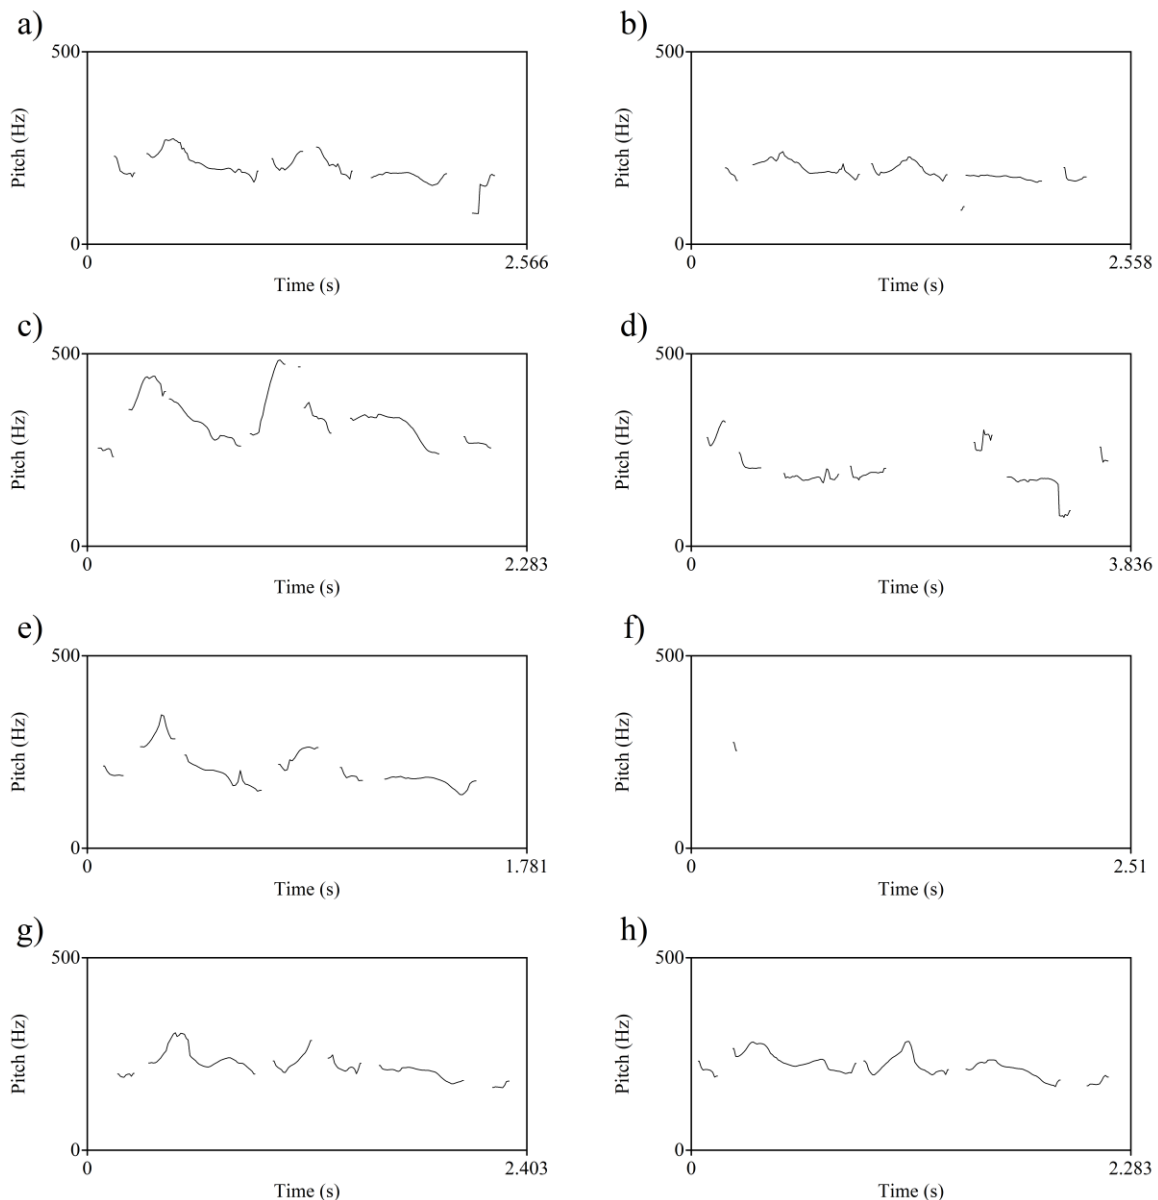 a)
500
Pitch (Hz)
0
0
2.566
Time (s)
b)
500
Pitch (Hz)
0
0
2.558
Time (s)
c)
500
Pitch (Hz)
0
0
2.283
Time (s)
d)
500
Pitch (Hz)
0
0
3.836
Time (s)
e)
500
Pitch (Hz)
0
0
1.781
Time (s)
f)
500
Pitch (Hz)
0
0
2.51
Time (s)
g)
500
Pitch (Hz)
0
0
2.403
Time (s)
h)
500
Pitch (Hz)
0
0
2.283
Time (s)